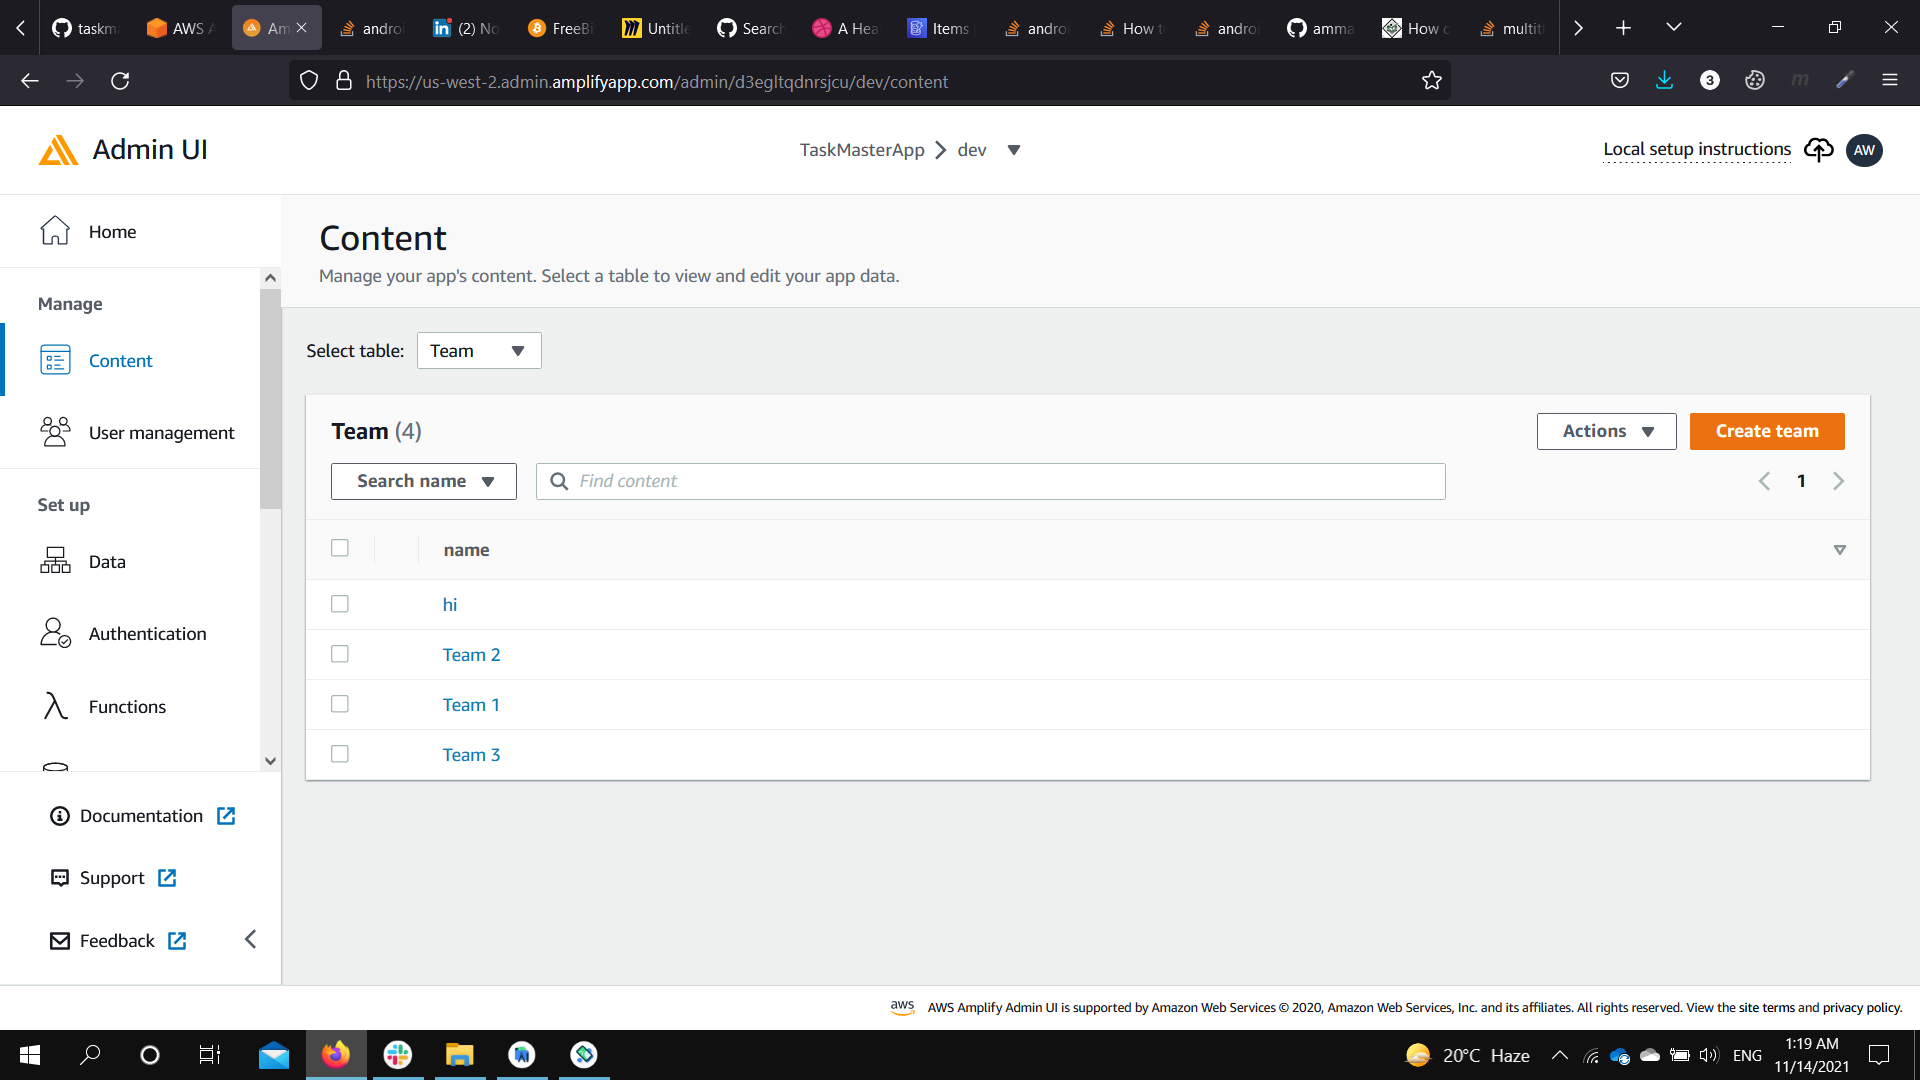 taskma
AWS A
Am
androi
(2) No
FreeBi
Untitle
Search
A Hea
Items
androi
How t
androi
amma
How c
multit
https://us-west-2.admin.amplifyapp.com/admin/d3egltqdnrsjcu/dev/content
3
m
Admin UI
TaskMasterApp
dev
Local setup instructions
AW
Home
Manage
Content
User management
Set up
Data
Authentication
Functions
Documentation
Support
Feedback
Content
Manage your app's content. Select a table to view and edit your app data.
Select table:
Team
Team (4)
Actions
Create team
Search name
Find content
1
name
hi
Team 2
Team 1
Team 3
aws
AWS Amplify Admin UI is supported by Amazon Web Services © 2020, Amazon Web Services, Inc. and its affiliates. All rights reserved. View the site terms and privacy policy.
20°C Haze
ENG
1:19 AM
11/14/2021